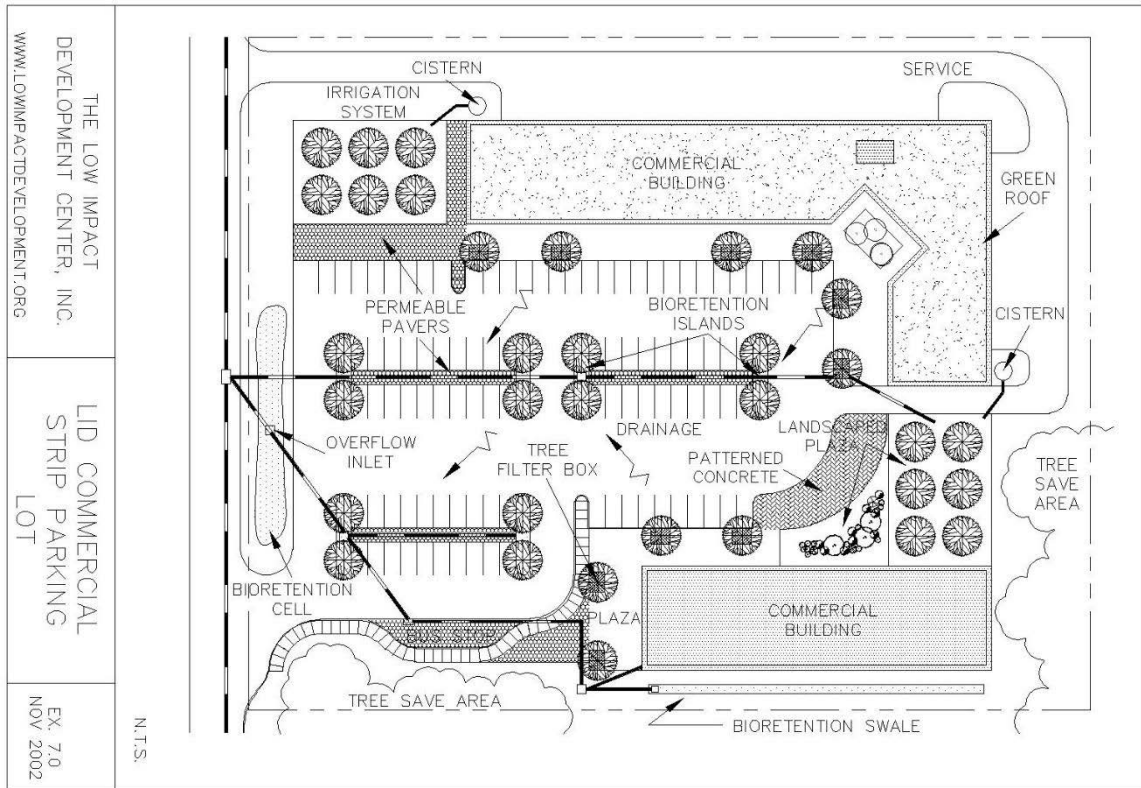 THE LOW IMPACT
DEVELOPMENT CENTER, INC.
WWW.LOWIMPACTDEVELOPMENT.ORG
LID COMMERCIAL
STRIP PARKING
LOT
EX. 7.0
NOV 2002
N.T.S.
CISTERN
IRRIGATION
SYSTEM
SERVICE
COMMERCIAL
BUILDING
GREEN
ROOF
PERMEABLE
PAVERS
BIORETENTION
ISLANDS
CISTERN
OVERFLOW
INLET
TREE
FILTER BOX
DRAINAGE
LANDSCAPED
PLAZA
PATTERNED
CONCRETE
TREE
SAVE
AREA
BIORETENTION
CELL
BUS STOP
PLAZA
COMMERCIAL
BUILDING
TREE SAVE AREA
BIORETENTION SWALE